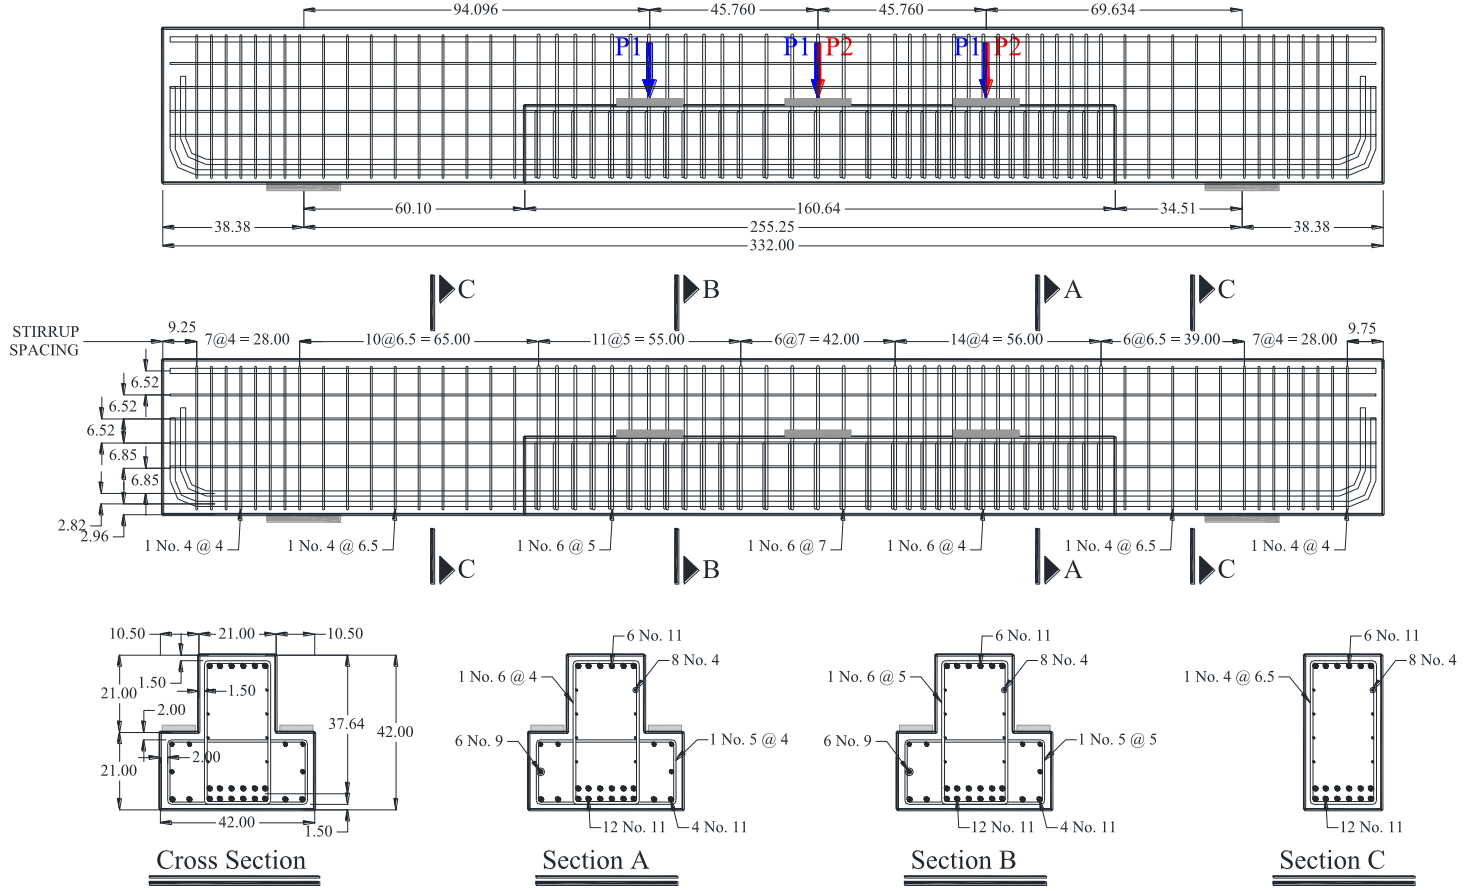 94.096 45.760 45.760 69.634
P1 P1 P2 P1 P2
60.10 160.64 34.51
38.38 255.25 38.38
332.00
C B A C
STIRRUP
SPACING
9.25 7@4 = 28.00 10@6.5 = 65.00 11@5 = 55.00 6@7 = 42.00 14@4 = 56.00 6@6.5 = 39.00 7@4 = 28.00 9.75
6.52
6.52
6.52
6.85
6.85
2.82
2.96
1 No. 4 @ 4 1 No. 4 @ 6.5 1 No. 6 @ 5 1 No. 6 @ 7 1 No. 6 @ 4 1 No. 4 @ 6.5 1 No. 4 @ 4
C B A C
10.50 21.00 10.50
1.50
21.00
1.50
2.00
37.64
42.00
2.00
21.00
42.00
1.50
Cross Section
6 No. 11
8 No. 4
1 No. 6 @ 4
6 No. 9
1 No. 5 @ 4
12 No. 11
4 No. 11
Section A
6 No. 11
8 No. 4
1 No. 6 @ 5
6 No. 9
1 No. 5 @ 5
12 No. 11
4 No. 11
Section B
6 No. 11
8 No. 4
1 No. 4 @ 6.5
12 No. 11
Section C